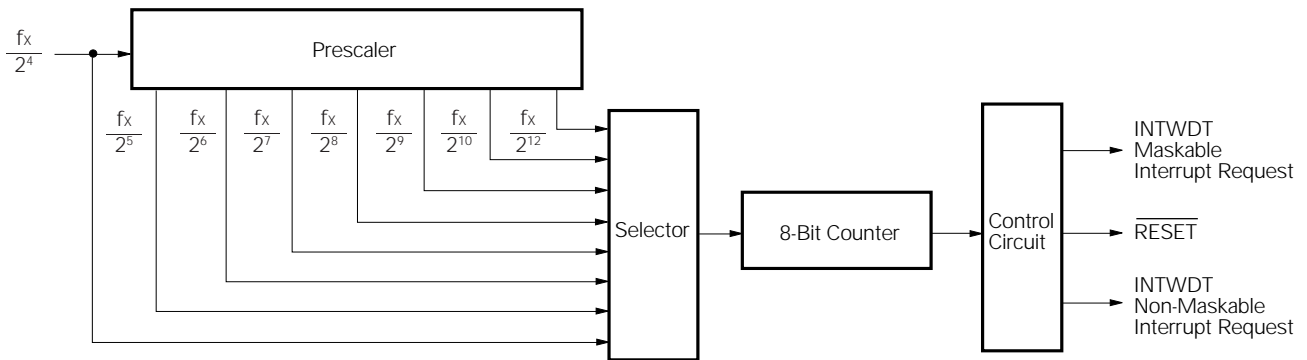 fX
2⁴
Prescaler
fX
2⁵
fX
2⁶
fX
2⁷
fX
2⁸
fX
2⁹
fX
2¹⁰
fX
2¹²
Selector
8-Bit Counter
Control
Circuit
INTWDT
Maskable
Interrupt Request
RESET
INTWDT
Non-Maskable
Interrupt Request